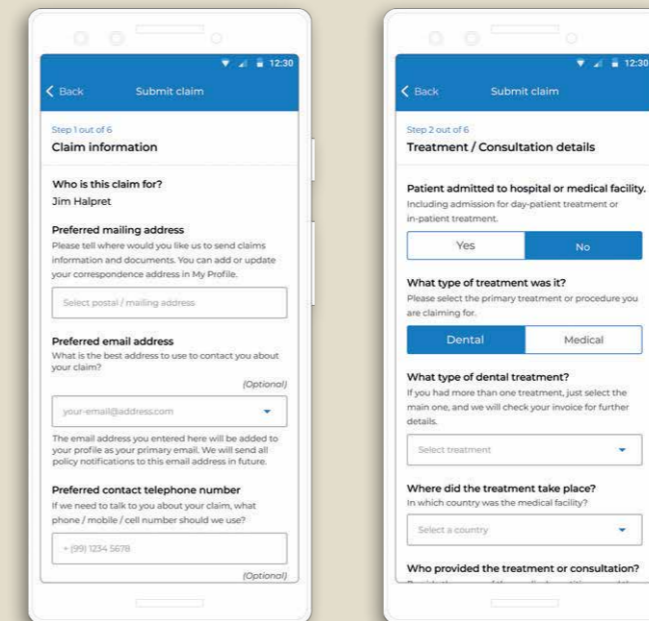 12:30
Back Submit claim
Step 1 out of 6
Claim information
Who is this claim for?
Jim Halpret
Preferred mailing address
Please tell where would you like us to send claims
information and documents. You can add or update
your correspondence address in My Profile.
Select postal / mailing address
Preferred email address
What is the best address to use to contact you about
your claim?
(Optional)
your-email@address.com
The email address you entered here will be added to
your profile as your primary email. We will send all
policy notifications to this email address in future.
Preferred contact telephone number
If we need to talk to you about your claim, what
phone / mobile / cell number should we use?
+ (99) 1234 5678
(Optional)
12:30
Back Submit claim
Step 2 out of 6
Treatment / Consultation details
Patient admitted to hospital or medical facility.
Including admission for day-patient treatment or
in-patient treatment.
Yes No
What type of treatment was it?
Please select the primary treatment or procedure you
are claiming for.
Dental Medical
What type of dental treatment?
If you had more than one treatment, just select the
main one, and we will check your invoice for further
details.
Select treatment
Where did the treatment take place?
In which country was the medical facility?
Select a country
Who provided the treatment or consultation?